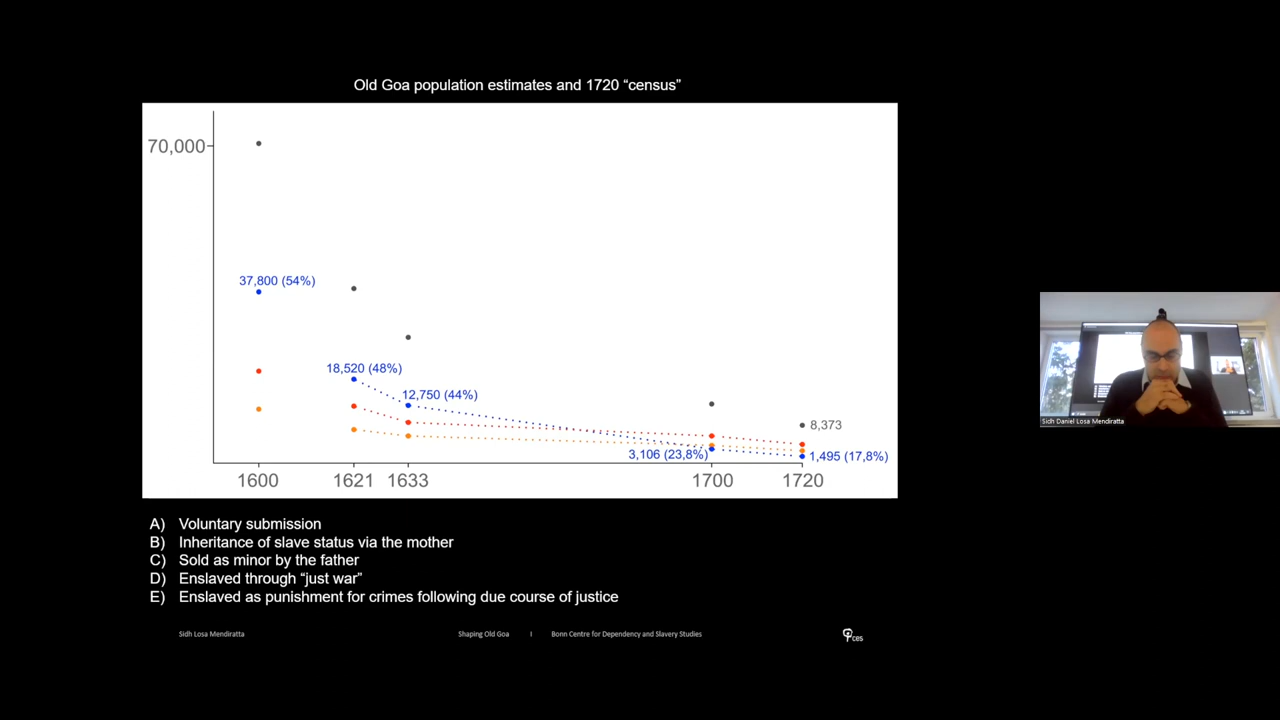 Old Goa population estimates and 1720 “census”
70,000
37,800 (54%)
18,520 (48%)
12,750 (44%)
8,373
3,106 (23,8%)
1,495 (17,8%)
1600
1621
1633
1700
1720
A) Voluntary submission
B) Inheritance of slave status via the mother
C) Sold as minor by the father
D) Enslaved through “just war”
E) Enslaved as punishment for crimes following due course of justice
Sidh Losa Mendiratta
Shaping Old Goa I Bonn Centre for Dependency and Slavery Studies
ces
Sidh Daniel Losa Mendiratta